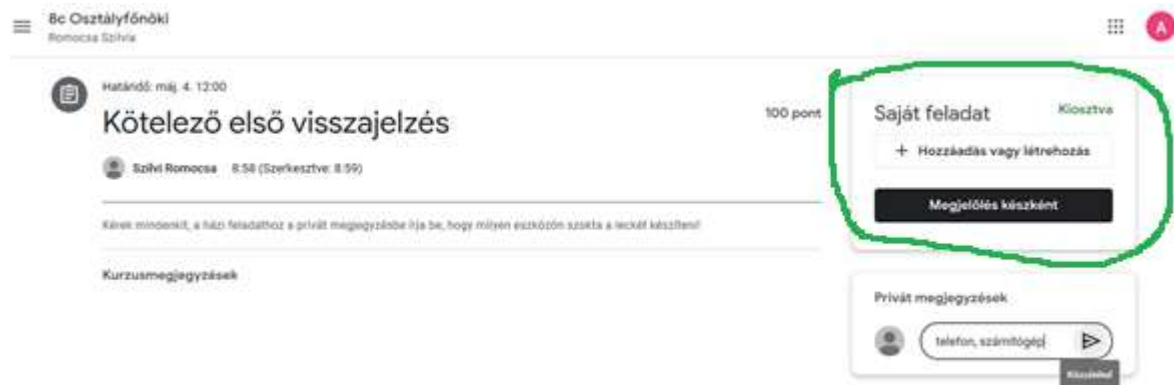 8c Osztályfőnöki
Romocsa Szilvia
A
Határidő: máj. 4. 12:00
Kötelező első visszajelzés
100 pont
Szilvi Romocsa 8:58 (Szerkesztve: 8:59)
Kérek mindenkit, a házi feladathoz a privát megjegyzésbe írja be, hogy milyen eszközön szokta a leckét készíteni!
Kurzusmegjegyzések
Saját feladat
Kiosztva
+ Hozzáadás vagy létrehozás
Megjelölés készként
Privát megjegyzések
telefon, számítógép